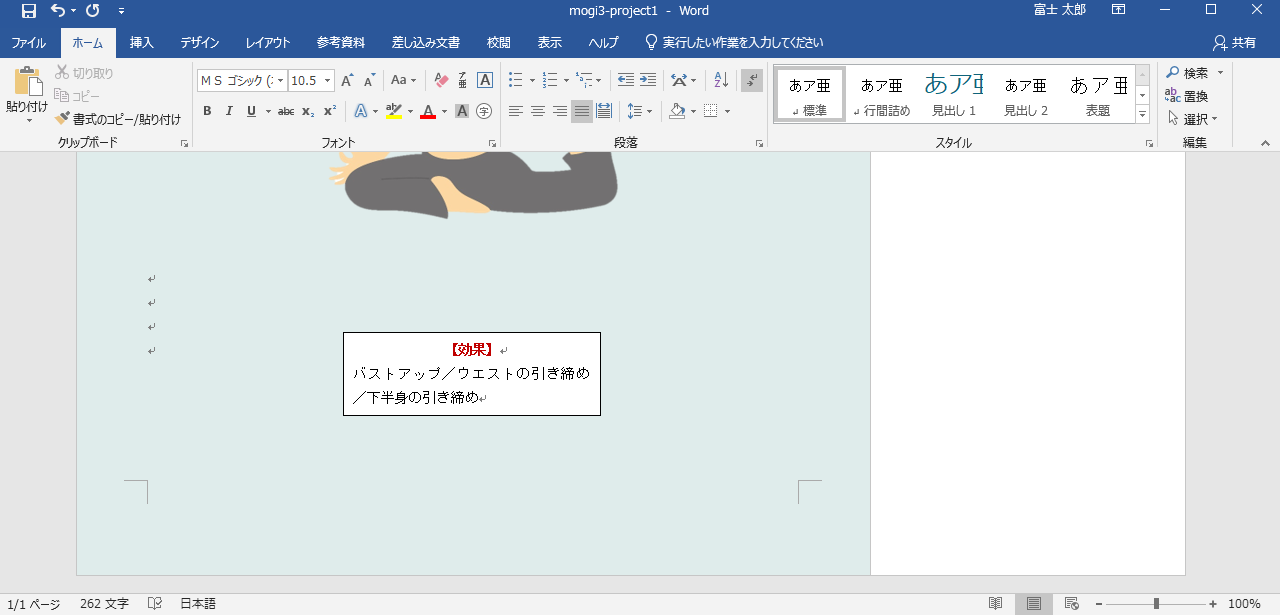 mogi3-project1 - Word
富士 太郎
ファイル ホーム 挿入 デザイン レイアウト 参考資料 差し込み文書 校閲 表示 ヘルプ 実行したい作業を入力してください 共有
貼り付け
切り取り
コピー
書式のコピー/貼り付け
クリップボード
ＭＳ ゴシック (: 10.5 A A Aa A
B I U abc x₂ x² A ab A A 字
フォント
段落
あア亜 標準
あア亜 行間詰め
あア亜 見出し 1
あア亜 見出し 2
あア亜 表題
スタイル
検索
置換
選択
編集
【効果】
バストアップ／ウエストの引き締め
／下半身の引き締め
1/1 ページ 262 文字 日本語 100%